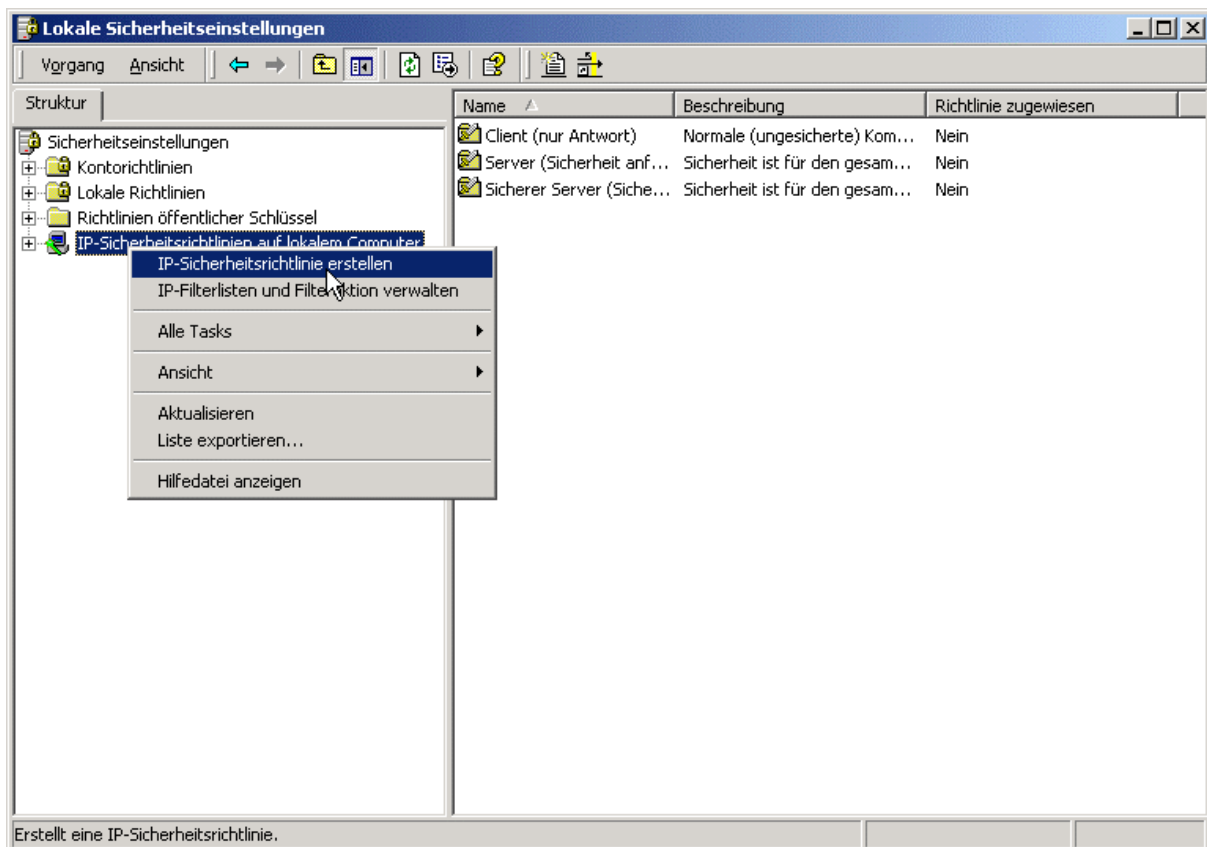 Lokale Sicherheitseinstellungen
Vorgang Ansicht
Struktur
Name Beschreibung Richtlinie zugewiesen
Sicherheitseinstellungen
Kontorichtlinien
Lokale Richtlinien
Richtlinien öffentlicher Schlüssel
IP-Sicherheitsrichtlinien auf lokalem Computer
Client (nur Antwort) Normale (ungesicherte) Kom... Nein
Server (Sicherheit anf... Sicherheit ist für den gesam... Nein
Sicherer Server (Siche... Sicherheit ist für den gesam... Nein
IP-Sicherheitsrichtlinie erstellen
IP-Filterlisten und Filteraktion verwalten
Alle Tasks
Ansicht
Aktualisieren
Liste exportieren...
Hilfedatei anzeigen
Erstellt eine IP-Sicherheitsrichtlinie.